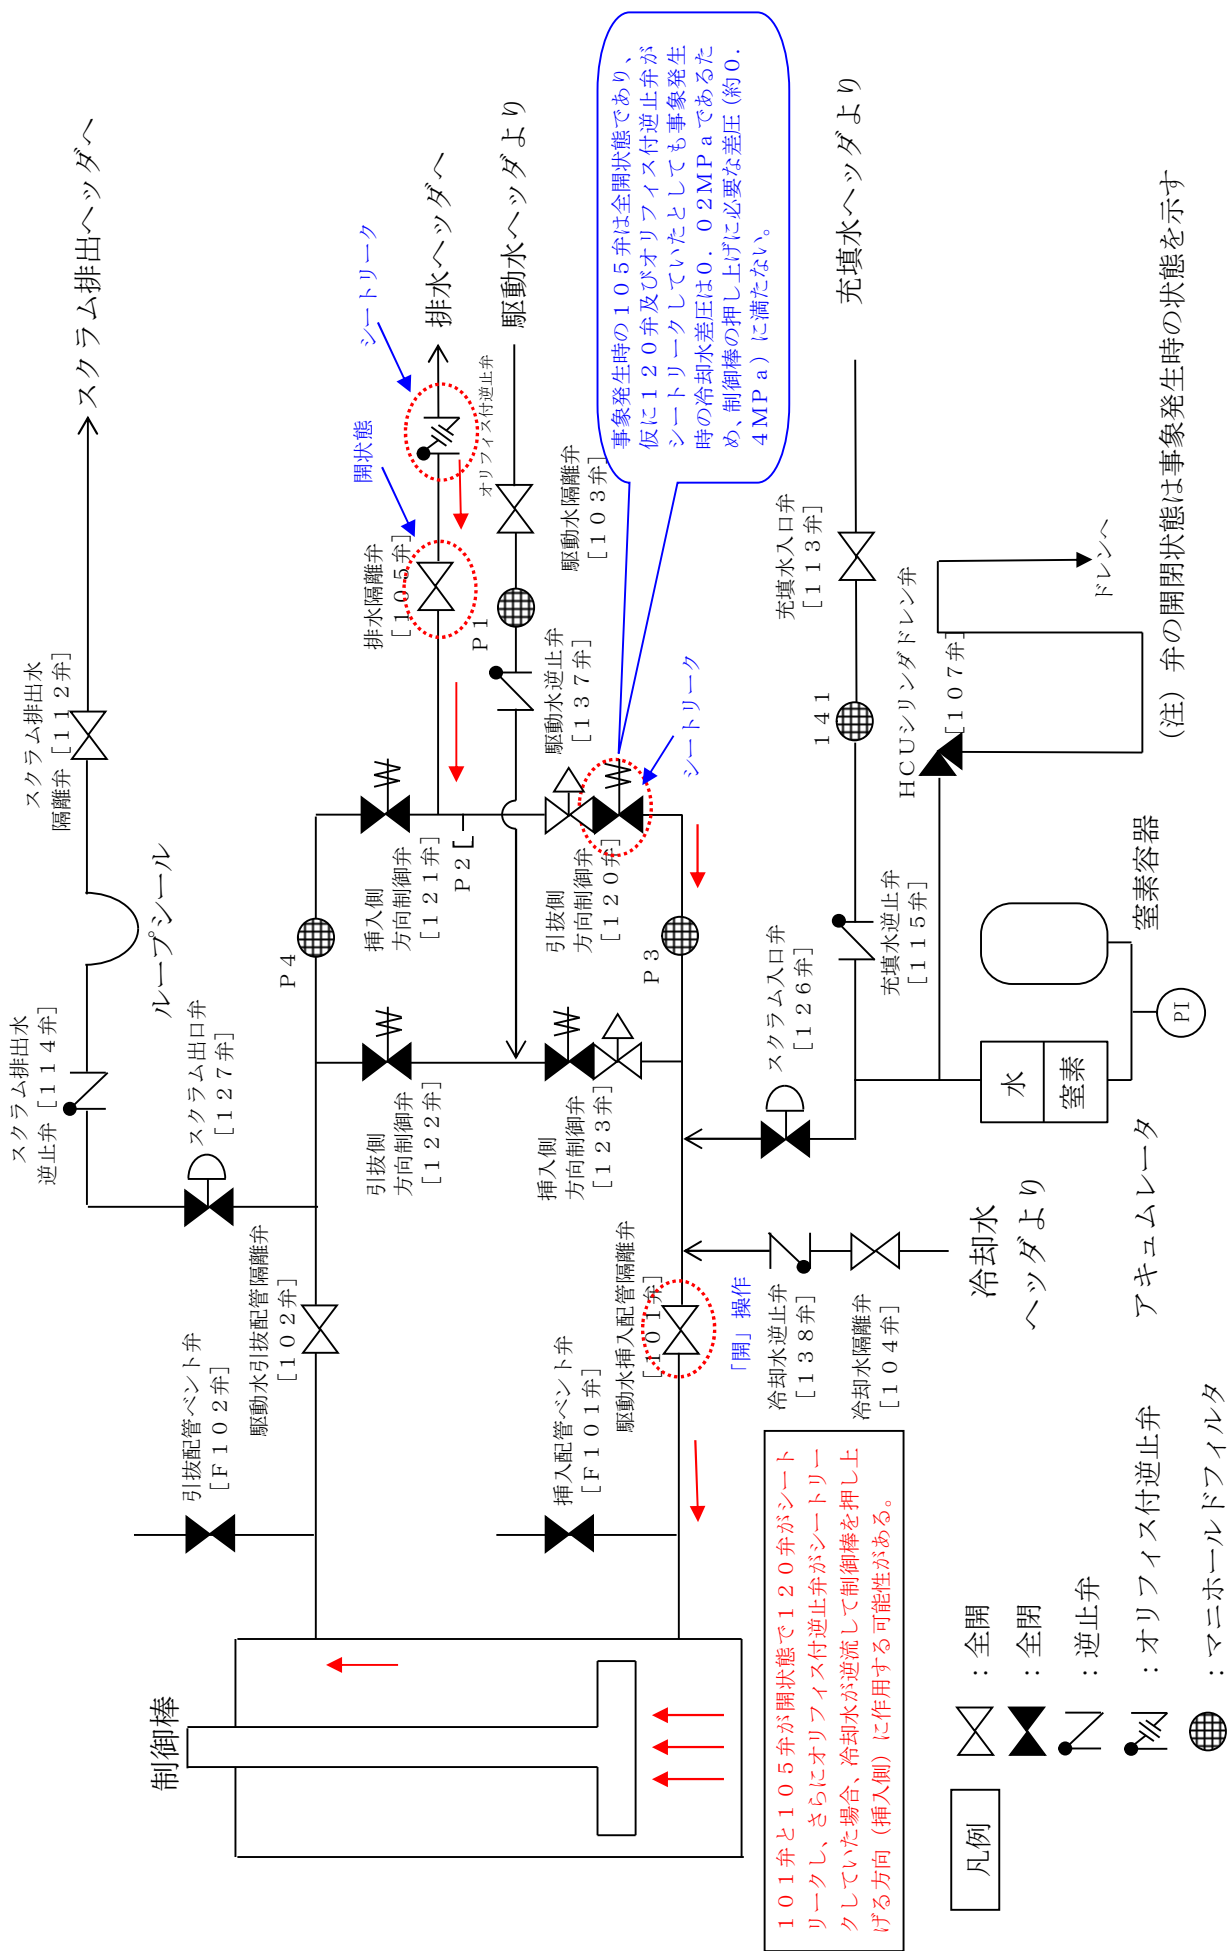 スクラム排出ヘッダへ
スクラム排出水
隔離弁［１１２弁］
ループシール
スクラム排出水
逆止弁［１１４弁］
スクラム出口弁
［１２７弁］
引抜配管ベント弁
［Ｆ１０２弁］
駆動水引抜配管隔離弁
［１０２弁］
制御棒
シートリーク
開状態
排水ヘッダへ
オリフィス付逆止弁
駆動水ヘッダより
排水隔離弁
［１０５弁］
Ｐ１
駆動水隔離弁
［１０３弁］
駆動水逆止弁
［１３７弁］
挿入側
方向制御弁
［１２１弁］
Ｐ２
引抜側
方向制御弁
［１２０弁］
シートリーク
Ｐ４
Ｐ３
引抜側
方向制御弁
［１２２弁］
挿入側
方向制御弁
［１２３弁］
挿入配管ベント弁
［Ｆ１０１弁］
駆動水挿入配管隔離弁
［１０１弁］
「開」操作
事象発生時の１０５弁は全開状態であり、
仮に１２０弁及びオリフィス付逆止弁が
シートリークしていたとしても事象発生
時の冷却水差圧は０．０２ＭＰａであるた
め、制御棒の押し上げに必要な差圧（約０．
４ＭＰａ）に満たない。
充填水ヘッダより
充填水入口弁
［１１３弁］
１４１
HCUシリンダドレン弁
［１０７弁］
ドレンへ
充填水逆止弁
［１１５弁］
スクラム入口弁
［１２６弁］
冷却水逆止弁
［１３８弁］
冷却水隔離弁
［１０４弁］
冷却水
ヘッダより
水
窒素
窒素容器
PI
アキュムレータ
１０１弁と１０５弁が開状態で１２０弁がシート
リークし、さらにオリフィス付逆止弁がシートリー
クしていた場合、冷却水が逆流して制御棒を押し上
げる方向（挿入側）に作用する可能性がある。
凡例
：全開
：全閉
：逆止弁
：オリフィス付逆止弁
：マニホールドフィルタ
（注）弁の開閉状態は事象発生時の状態を示す